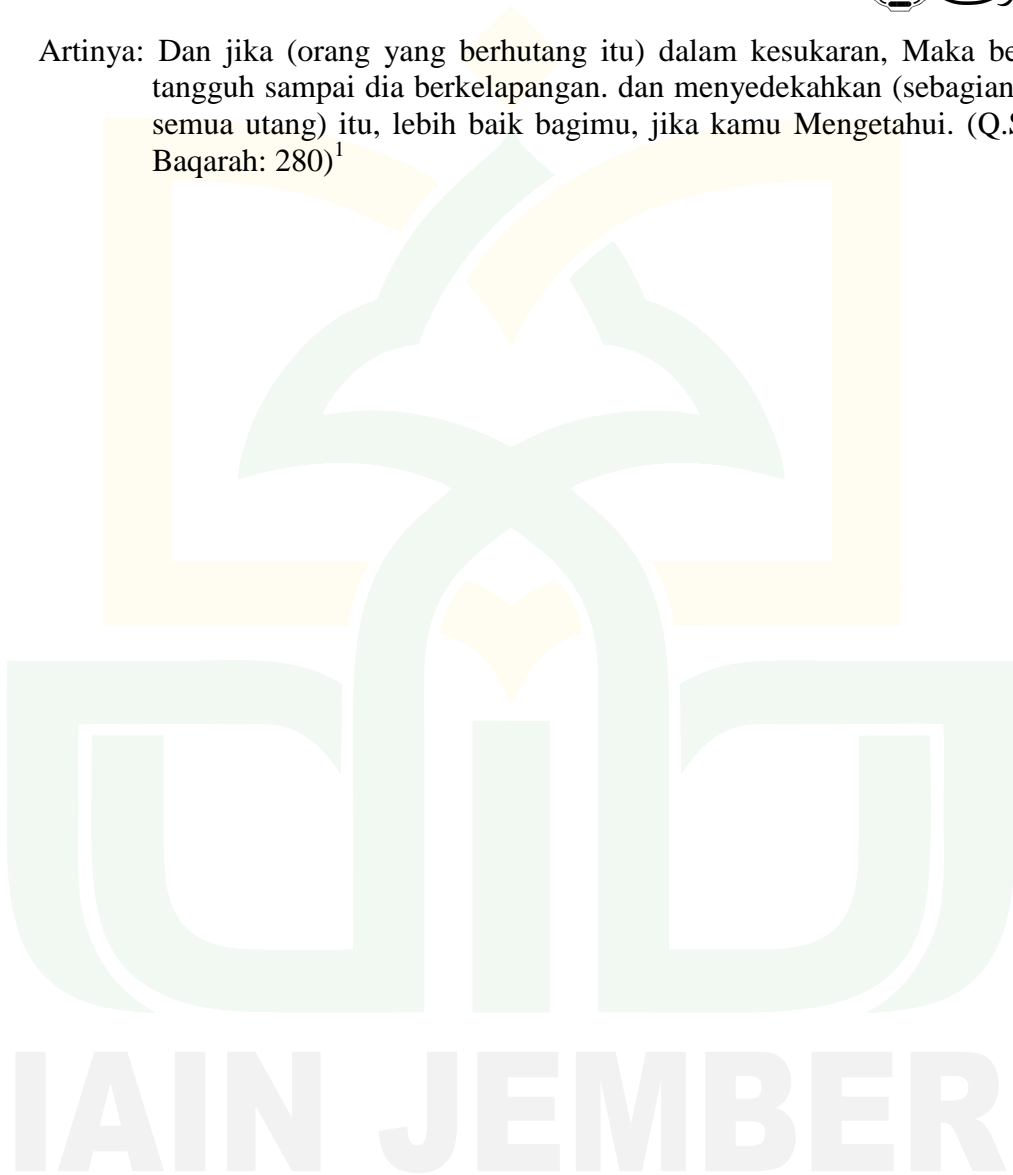 Artinya: Dan jika (orang yang berhutang itu) dalam kesukaran, Maka be
tangguh sampai dia berkelapangan. dan menyedekahkan (sebagian
semua utang) itu, lebih baik bagimu, jika kamu Mengetahui. (Q.S
Baqarah: 280)1
IAIN JEMBER